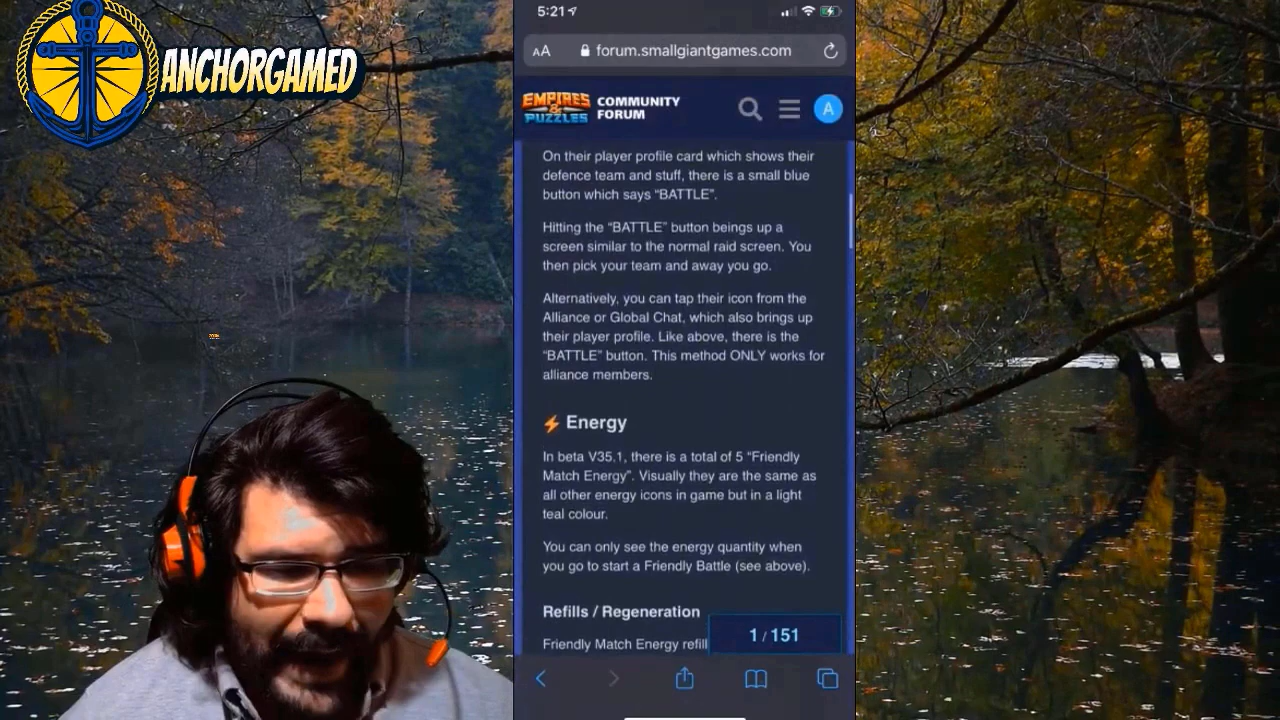 ANCHORGAMED
5:21
AA forum.smallgiantgames.com
EMPIRES & PUZZLES
COMMUNITY FORUM
A
On their player profile card which shows their
defence team and stuff, there is a small blue
button which says “BATTLE”.
Hitting the “BATTLE” button beings up a
screen similar to the normal raid screen. You
then pick your team and away you go.
Alternatively, you can tap their icon from the
Alliance or Global Chat, which also brings up
their player profile. Like above, there is the
“BATTLE” button. This method ONLY works for
alliance members.
Energy
In beta V35.1, there is a total of 5 “Friendly
Match Energy”. Visually they are the same as
all other energy icons in game but in a light
teal colour.
You can only see the energy quantity when
you go to start a Friendly Battle (see above).
Refills / Regeneration
Friendly Match Energy refill
1 / 151